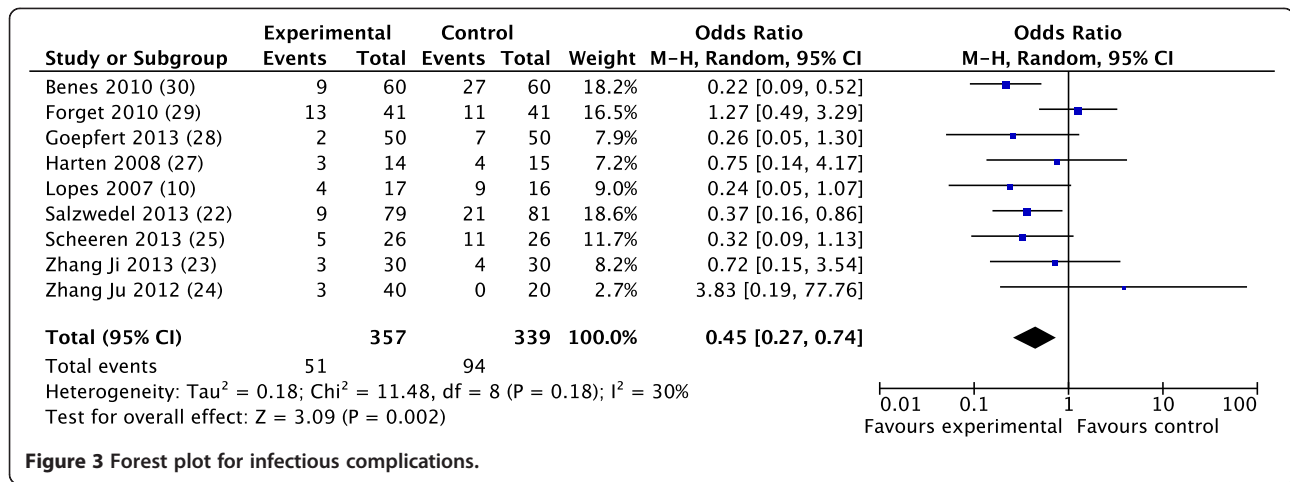 Experimental Control Odds Ratio Odds Ratio
Study or Subgroup Events Total Events Total Weight M-H, Random, 95% CI M-H, Random, 95% CI
Benes 2010 (30) 9 60 27 60 18.2% 0.22 [0.09, 0.52]
Forget 2010 (29) 13 41 11 41 16.5% 1.27 [0.49, 3.29]
Goepfert 2013 (28) 2 50 7 50 7.9% 0.26 [0.05, 1.30]
Harten 2008 (27) 3 14 4 15 7.2% 0.75 [0.14, 4.17]
Lopes 2007 (10) 4 17 9 16 9.0% 0.24 [0.05, 1.07]
Salzwedel 2013 (22) 9 79 21 81 18.6% 0.37 [0.16, 0.86]
Scheeren 2013 (25) 5 26 11 26 11.7% 0.32 [0.09, 1.13]
Zhang Ji 2013 (23) 3 30 4 30 8.2% 0.72 [0.15, 3.54]
Zhang Ju 2012 (24) 3 40 0 20 2.7% 3.83 [0.19, 77.76]
Total (95% CI) 357 339 100.0% 0.45 [0.27, 0.74]
Total events 51 94
Heterogeneity: Tau² = 0.18; Chi² = 11.48, df = 8 (P = 0.18); I² = 30%
Test for overall effect: Z = 3.09 (P = 0.002)
0.01 0.1 1 10 100
Favours experimental Favours control
Figure 3 Forest plot for infectious complications.